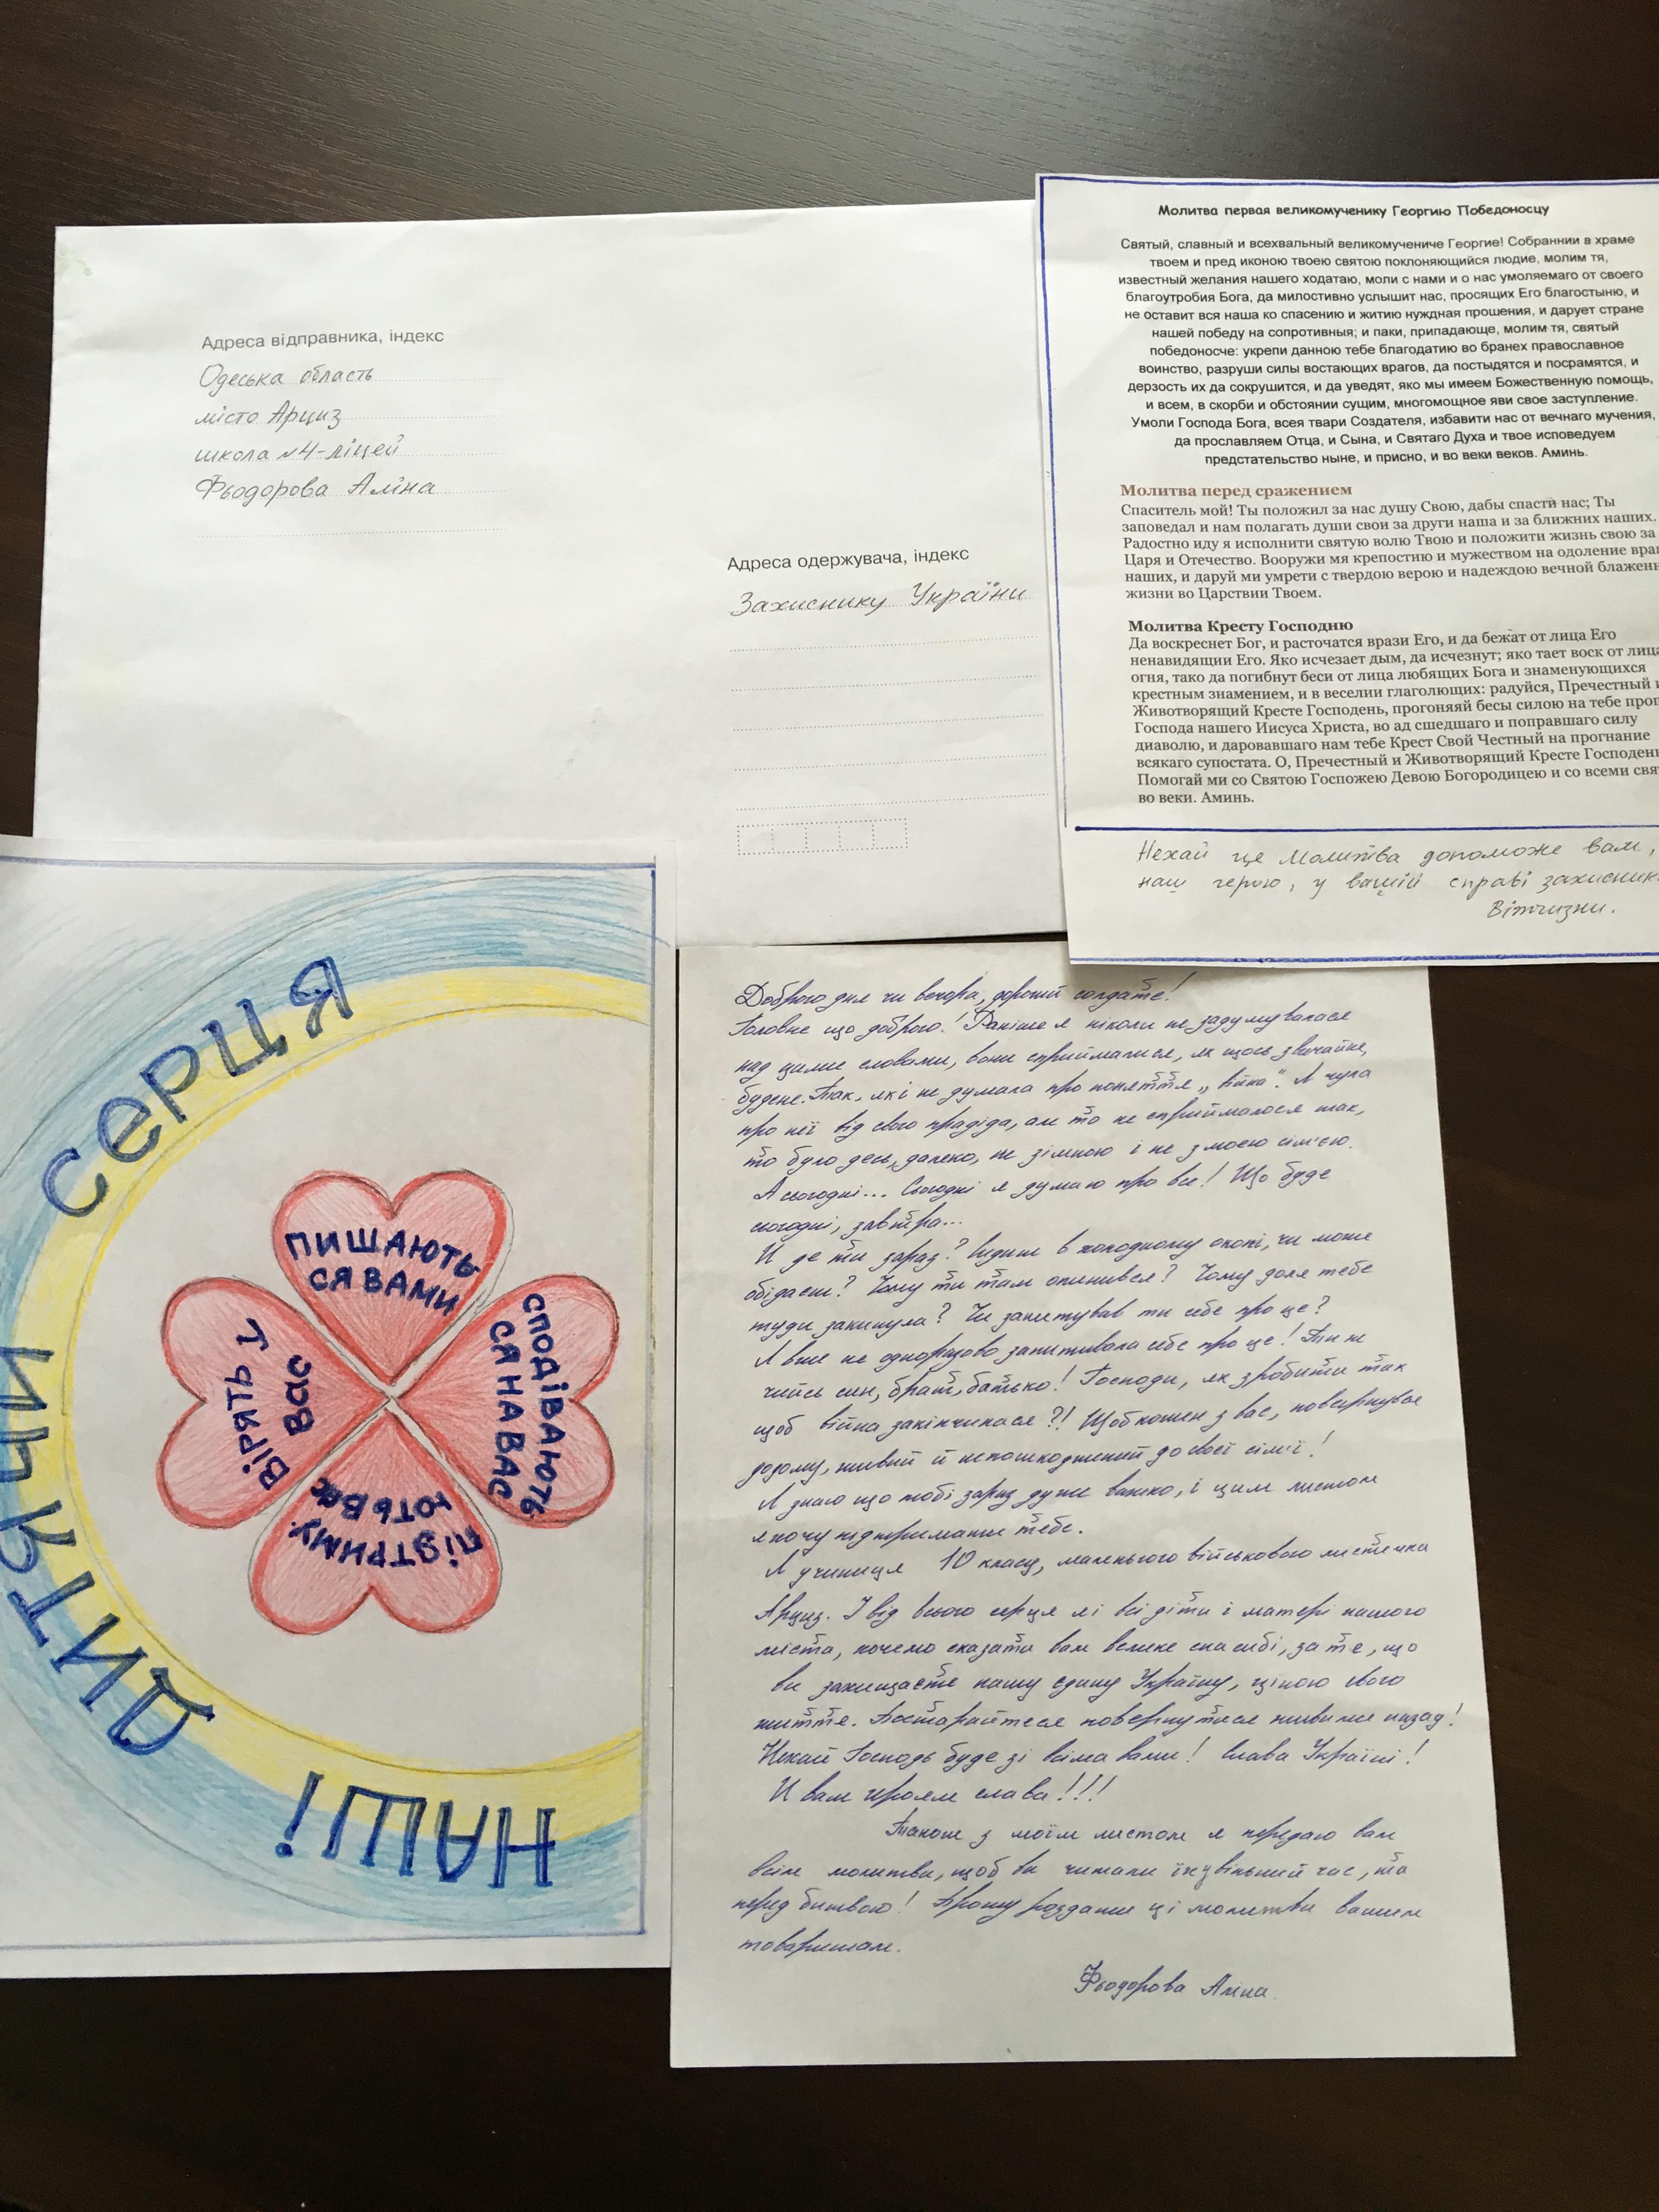 Адреса відправника, індекс
Одеська область
місто Арциз
школа №4-ліцей
Фьодорова Аліна
Адреса одержувача, індекс
Захиснику України
Молитва первая великомученику Георгию Победоносцу
Святый, славный и всехвальный великомучениче Георгие! Собраннии в храме
твоем и пред иконою твоею святою поклоняющийся людие, молим тя,
известный желания нашего ходатаю, моли с нами и о нас умоляемаго от своего
благоутробия Бога, да милостивно услышит нас, просящих Его благостыню, и
не оставит вся наша ко спасению и житию нуждная прошения, и дарует стране
нашей победу на сопротивныя; и паки, припадающе, молим тя, святый
победоносче: укрепи данною тебе благодатию во бранех православное
воинство, разруши силы востающих врагов, да постыдятся и посрамятся, и
дерзость их да сокрушится, и да уведят, яко мы имеем Божественную помощь,
и всем, в скорби и обстоянии сущим, многомощное яви свое заступление.
Умоли Господа Бога, всея твари Создателя, избавити нас от вечнаго мучения,
да прославляем Отца, и Сына, и Святаго Духа и твое исповедуем
предстательство ныне, и присно, и во веки веков. Аминь.
Молитва перед сражением
Спаситель мой! Ты положил за нас душу Свою, дабы спасти нас; Ты
заповедал и нам полагать души свои за други наша и за ближних наших.
Радостно иду я исполнити святую волю Твою и положити жизнь свою за
Царя и Отечество. Вооружи мя крепостию и мужеством на одоление враг
наших, и даруй ми умрети с твердою верою и надеждою вечной блаженн
жизни во Царствии Твоем.
Молитва Кресту Господню
Да воскреснет Бог, и расточатся врази Его, и да бежат от лица Его
ненавидящии Его. Яко исчезает дым, да исчезнут; яко тает воск от лица
огня, тако да погибнут беси от лица любящих Бога и знаменующихся
крестным знамением, и в веселии глаголющих: радуйся, Пречестный и
Животворящий Кресте Господень, прогоняяй бесы силою на тебе проп
Господа нашего Иисуса Христа, во ад сшедшаго и поправшаго силу
диаволю, и даровавшаго нам тебе Крест Свой Честный на прогнание
всякаго супостата. О, Пречестный и Животворящий Кресте Господень
Помогай ми со Святою Госпожею Девою Богородицею и со всеми свя
во веки. Аминь.
Нехай це Молитва допоможе вам,
наш герою, у вашій справі захисник
Вітчизни.
НАШІ
ДИТЯЧІ
СЕРЦЯ
ПИШАЮТЬ
СЯ ВАМИ
СПОДІВАЮТЬ
СЯ НА ВАС
ПІДТРИМУ
ЮТЬ ВАС
ВІРЯТЬ У
ВАС
Доброго дня чи вечора, дорогий солдате!
Головне що доброго! Раніше я ніколи не задумувалася
над цими словами, вони сприймалися, як щось звичайне,
буденне. Так, як і не думала про поняття „війна". Я чула
про неї від свого прадіда, але то не сприймалося так,
то було десь, далеко, не зімною і не з моєю сім'єю.
А сьогодні... Сьогодні я думаю про все! Що буде
сьогодні, завтра...
И де ти зараз? Сидиш в холодному окопі, чи може
обідаєш? Чому ти там опинився? Чому доля тебе
туди закинула? Чи запитував ти себе про це?
Я вже не одноразово запитувала себе про це! Ти же
чийсь син, брат, батько! Господи, як зробити так
щоб війна закінчилася?! Щоб кожен з вас, повернувся
додому, живий й непошкоджений до своєї сім'ї!
Я знаю що тобі зараз дуже важко, і цим листом
я хочу підтримати тебе.
Я учениця 10 класу, маленького військового містечка
Арциз. І від всього серця я і всі діти і матері нашого
міста, хочемо сказати вам велике спасибі, за те, що
ви захищаєте нашу єдину Україну, ціною свого
життя. Постарайтеся повернутися живими назад!
Нехай Господь буде зі всіма вами! Слава Україні!
И вам героям слава!!!
Також з моїм листом я передаю вам
всім молитви, щоб ви читали їх у вільний час, та
перед битвою! Прошу роздати ці молитви вашим
товаришам.
Фьодорова Аліна.